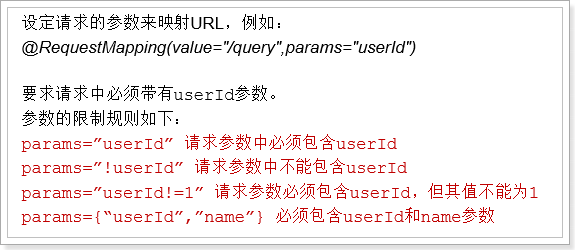 设定请求的参数来映射URL，例如：
@RequestMapping(value="/query",params="userId")
要求请求中必须带有userId参数。
参数的限制规则如下：
params=”userId” 请求参数中必须包含userId
params=”!userId” 请求参数中不能包含userId
params=”userId!=1” 请求参数必须包含userId，但其值不能为1
params={“userId”,”name”} 必须包含userId和name参数